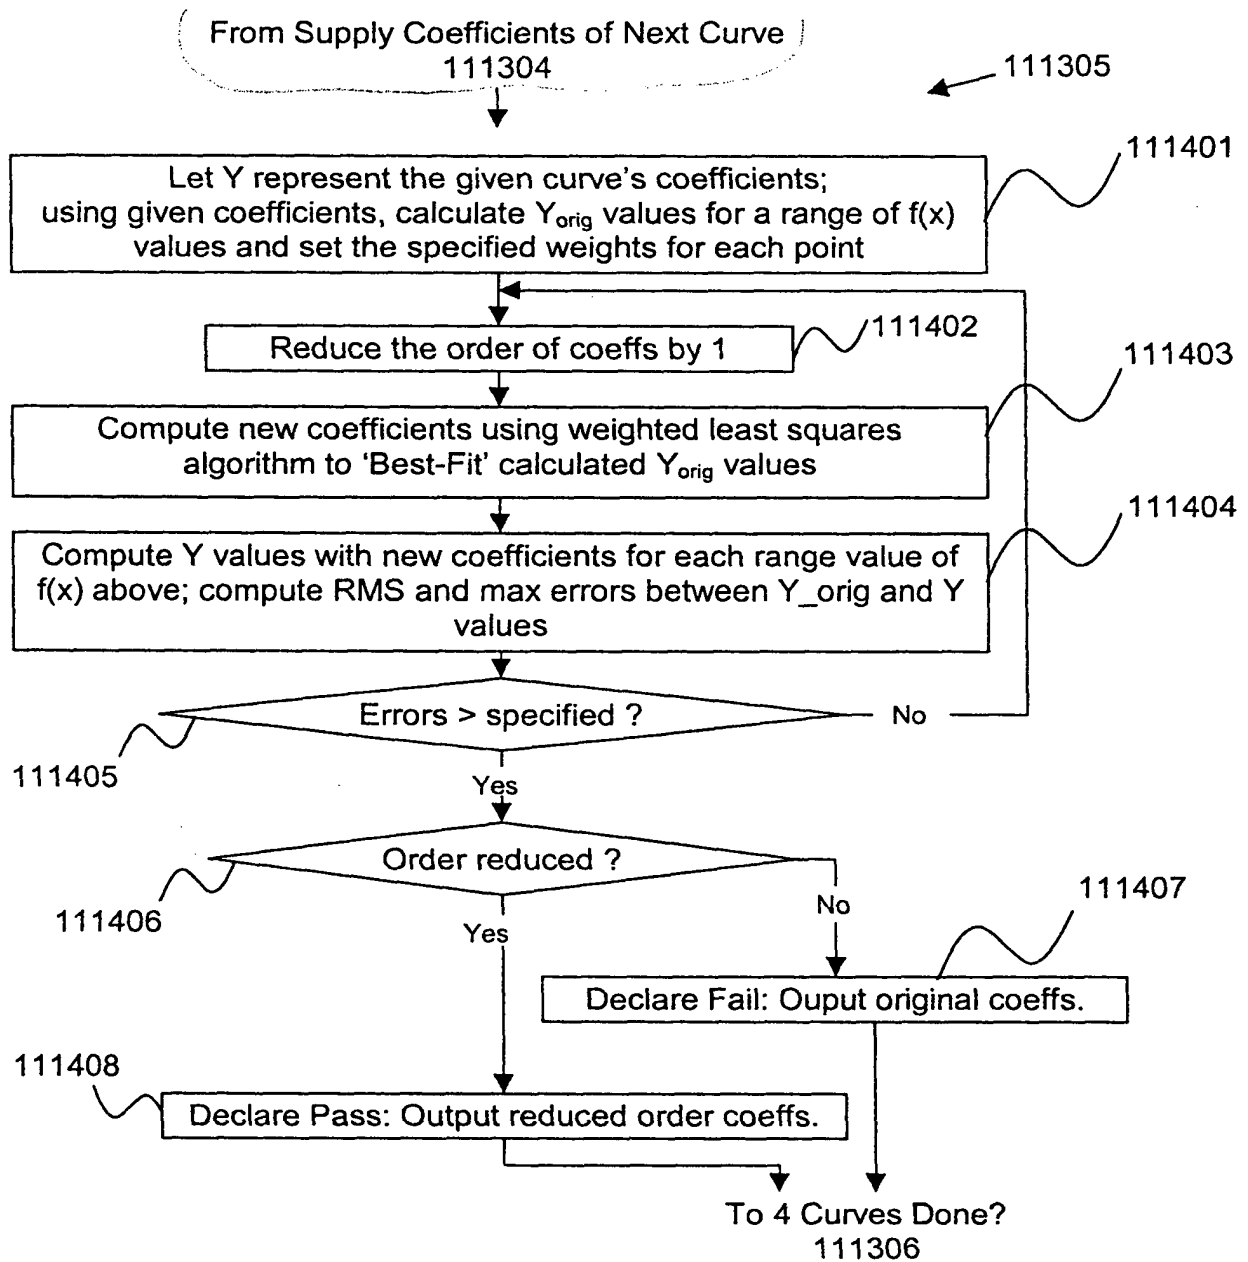 From Supply Coefficients of Next Curve
111304
111305
111401
Let Y represent the given curve's coefficients;
using given coefficients, calculate Yorig values for a range of f(x)
values and set the specified weights for each point
111402
Reduce the order of coeffs by 1
111403
Compute new coefficients using weighted least squares
algorithm to 'Best-Fit' calculated Yorig values
111404
Compute Y values with new coefficients for each range value of
f(x) above; compute RMS and max errors between Y_orig and Y
values
Errors > specified ?
No
111405
Yes
Order reduced ?
111406
No
111407
Yes
Declare Fail: Ouput original coeffs.
111408
Declare Pass: Output reduced order coeffs.
To 4 Curves Done?
111306